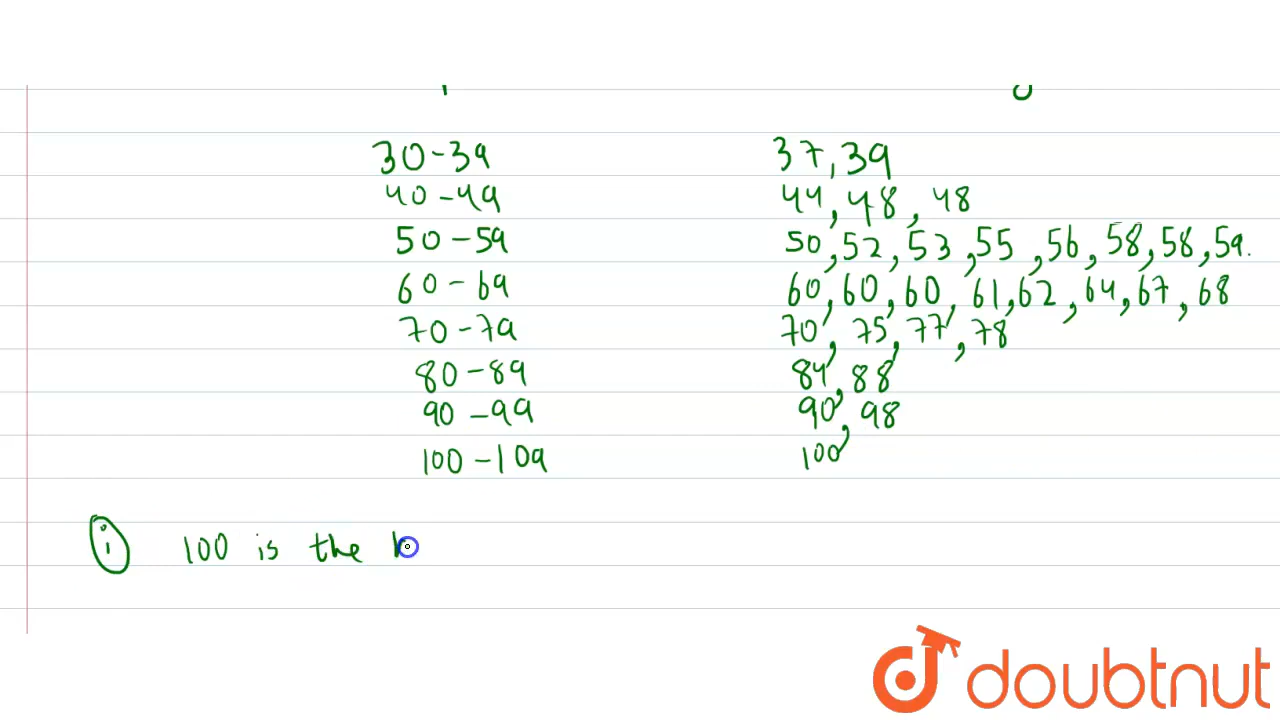 30-39 37, 39
40-49 44, 48, 48
50-59 50, 52, 53, 55, 56, 58, 58, 59.
60-69 60, 60, 60, 61, 62, 64, 67, 68
70-79 70, 75, 77, 78
80-89 84, 88
90-99 90, 98
100-109 100
i 100 is the
doubtnut